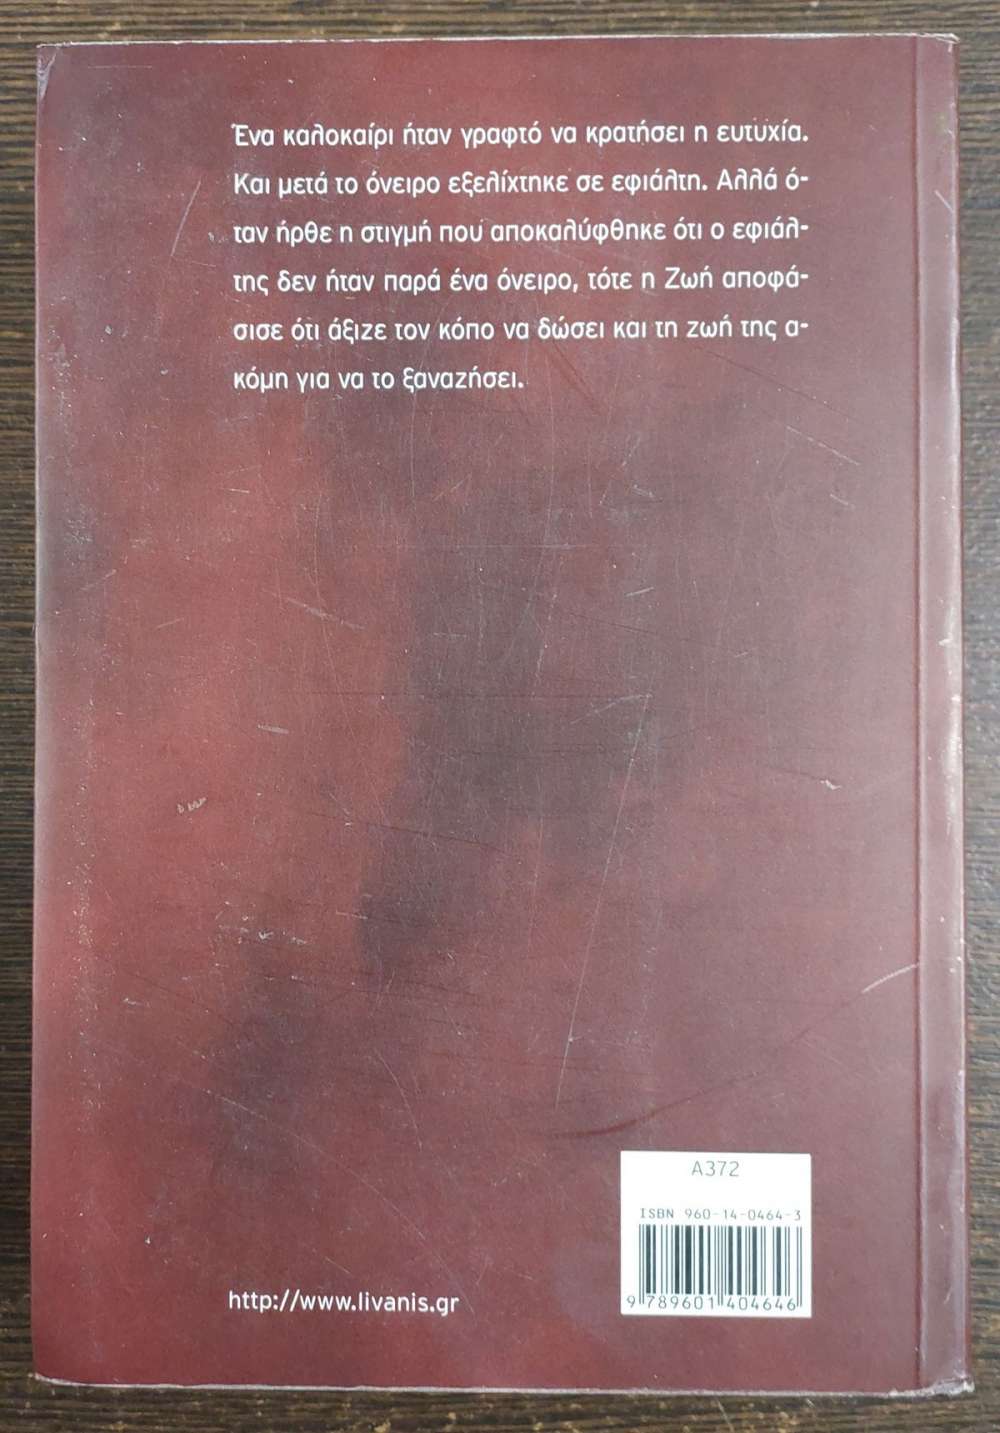 Ένα καλοκαίρι ήταν γραφτό να κρατήσει η ευτυχία.
Και μετά το όνειρο εξελίχτηκε σε εφιάλτη. Αλλά ό-
ταν ήρθε η στιγμή που αποκαλύφθηκε ότι ο εφιάλ-
της δεν ήταν παρά ένα όνειρο, τότε η Ζωή αποφά-
σισε ότι άξιζε τον κόπο να δώσει και τη ζωή της α-
κόμη για να το ξαναζήσει.
A372
ISBN 960-14-0464-3
9 789601 404646
http://www.livanis.gr